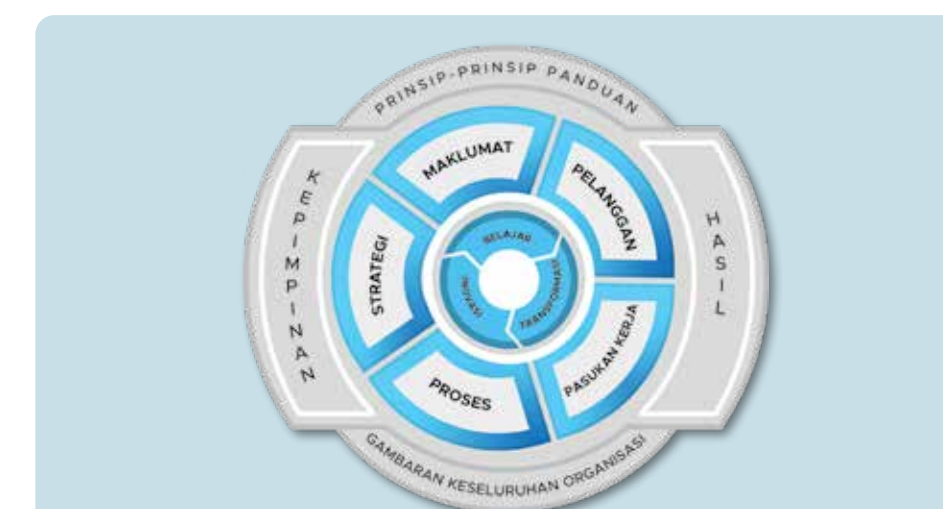 PRINSIP-PRINSIP PANDUAN
KEPIMPINAN
MAKLUMAT
PELANGGAN
STRATEGI
BELAJAR
INOVASI
TRANSFORMASI
PASUKAN KERJA
PROSES
HASIL
GAMBARAN KESELURUHAN ORGANISASI